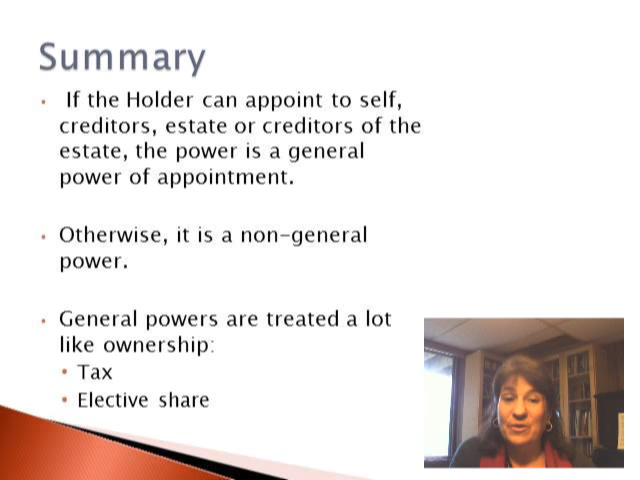 Summary
• If the Holder can appoint to self,
creditors, estate or creditors of the
estate, the power is a general
power of appointment.
• Otherwise, it is a non-general
power.
• General powers are treated a lot
like ownership:
• Tax
• Elective share